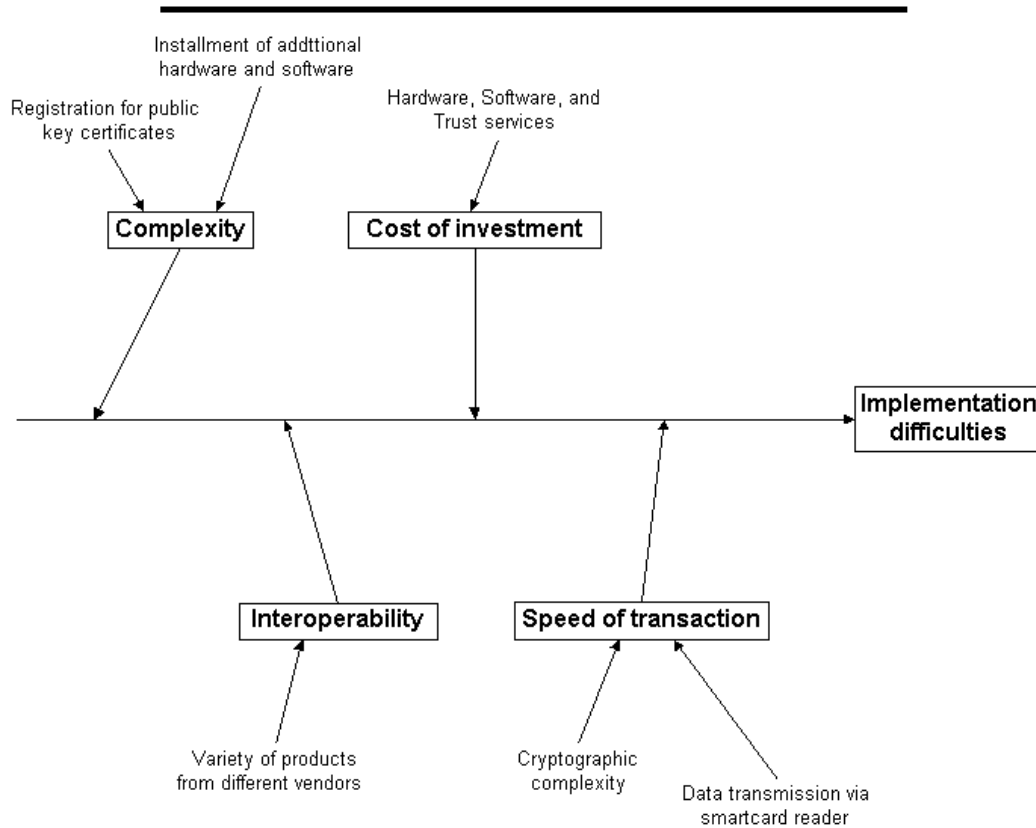 Installment of addttional
hardware and software
Registration for public
key certificates
Hardware, Software, and
Trust services
Complexity
Cost of investment
Implementation
difficulties
Interoperability
Speed of transaction
Variety of products
from different vendors
Cryptographic
complexity
Data transmission via
smartcard reader